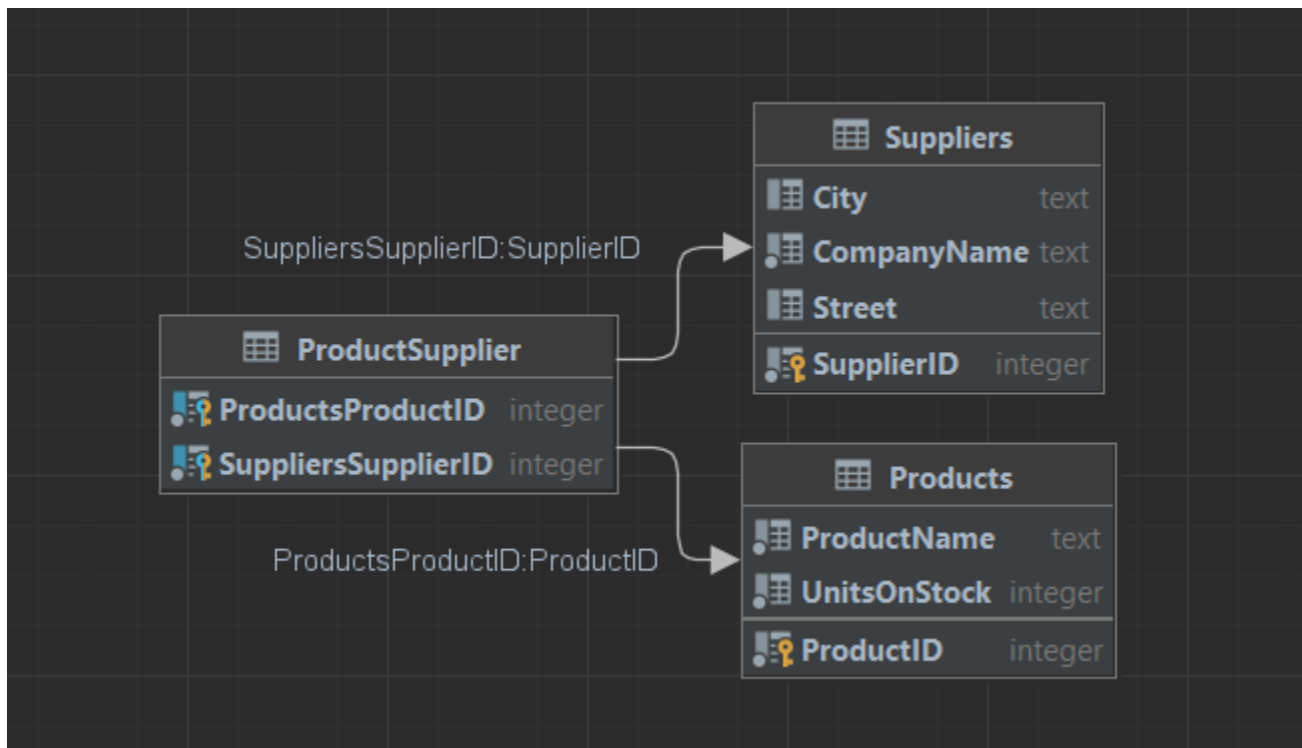 Suppliers
City text
CompanyName text
Street text
SupplierID integer
SuppliersSupplierID:SupplierID
ProductSupplier
ProductsProductID integer
SuppliersSupplierID integer
ProductsProductID:ProductID
Products
ProductName text
UnitsOnStock integer
ProductID integer